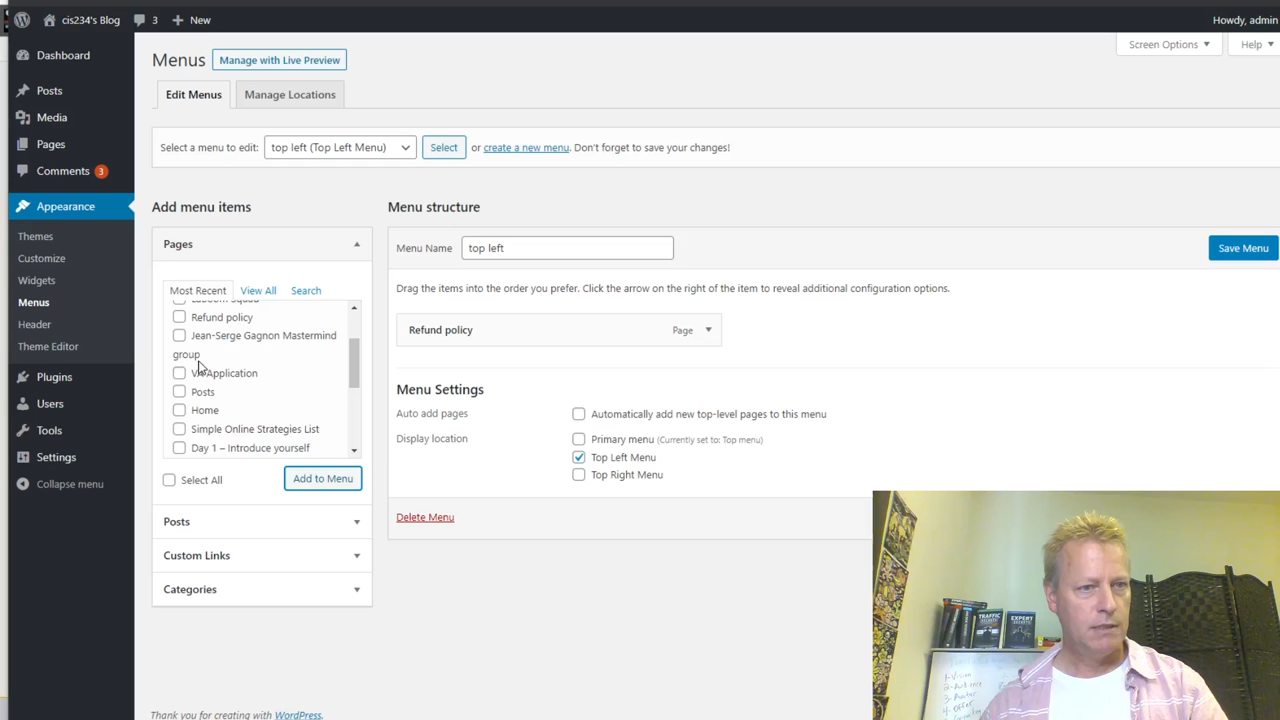 cis234's Blog
3
New
Howdy, admin
Dashboard
Posts
Media
Pages
Comments 3
Appearance
Themes
Customize
Widgets
Menus
Header
Theme Editor
Plugins
Users
Tools
Settings
Collapse menu
Screen Options
Help
Menus
Manage with Live Preview
Edit Menus
Manage Locations
Select a menu to edit: top left (Top Left Menu) Select or create a new menu. Don't forget to save your changes!
Add menu items
Pages
Most Recent
View All
Search
Refund policy
Jean-Serge Gagnon Mastermind
group
VA Application
Posts
Home
Simple Online Strategies List
Day 1 – Introduce yourself
Select All
Add to Menu
Posts
Custom Links
Categories
Menu structure
Menu Name top left
Save Menu
Drag the items into the order you prefer. Click the arrow on the right of the item to reveal additional configuration options.
Refund policy Page
Menu Settings
Auto add pages
Automatically add new top-level pages to this menu
Display location
Primary menu (Currently set to: Top menu)
Top Left Menu
Top Right Menu
Delete Menu
Thank you for creating with WordPress.
TRAFFIC
SECRETS
EXPERT
SECRETS